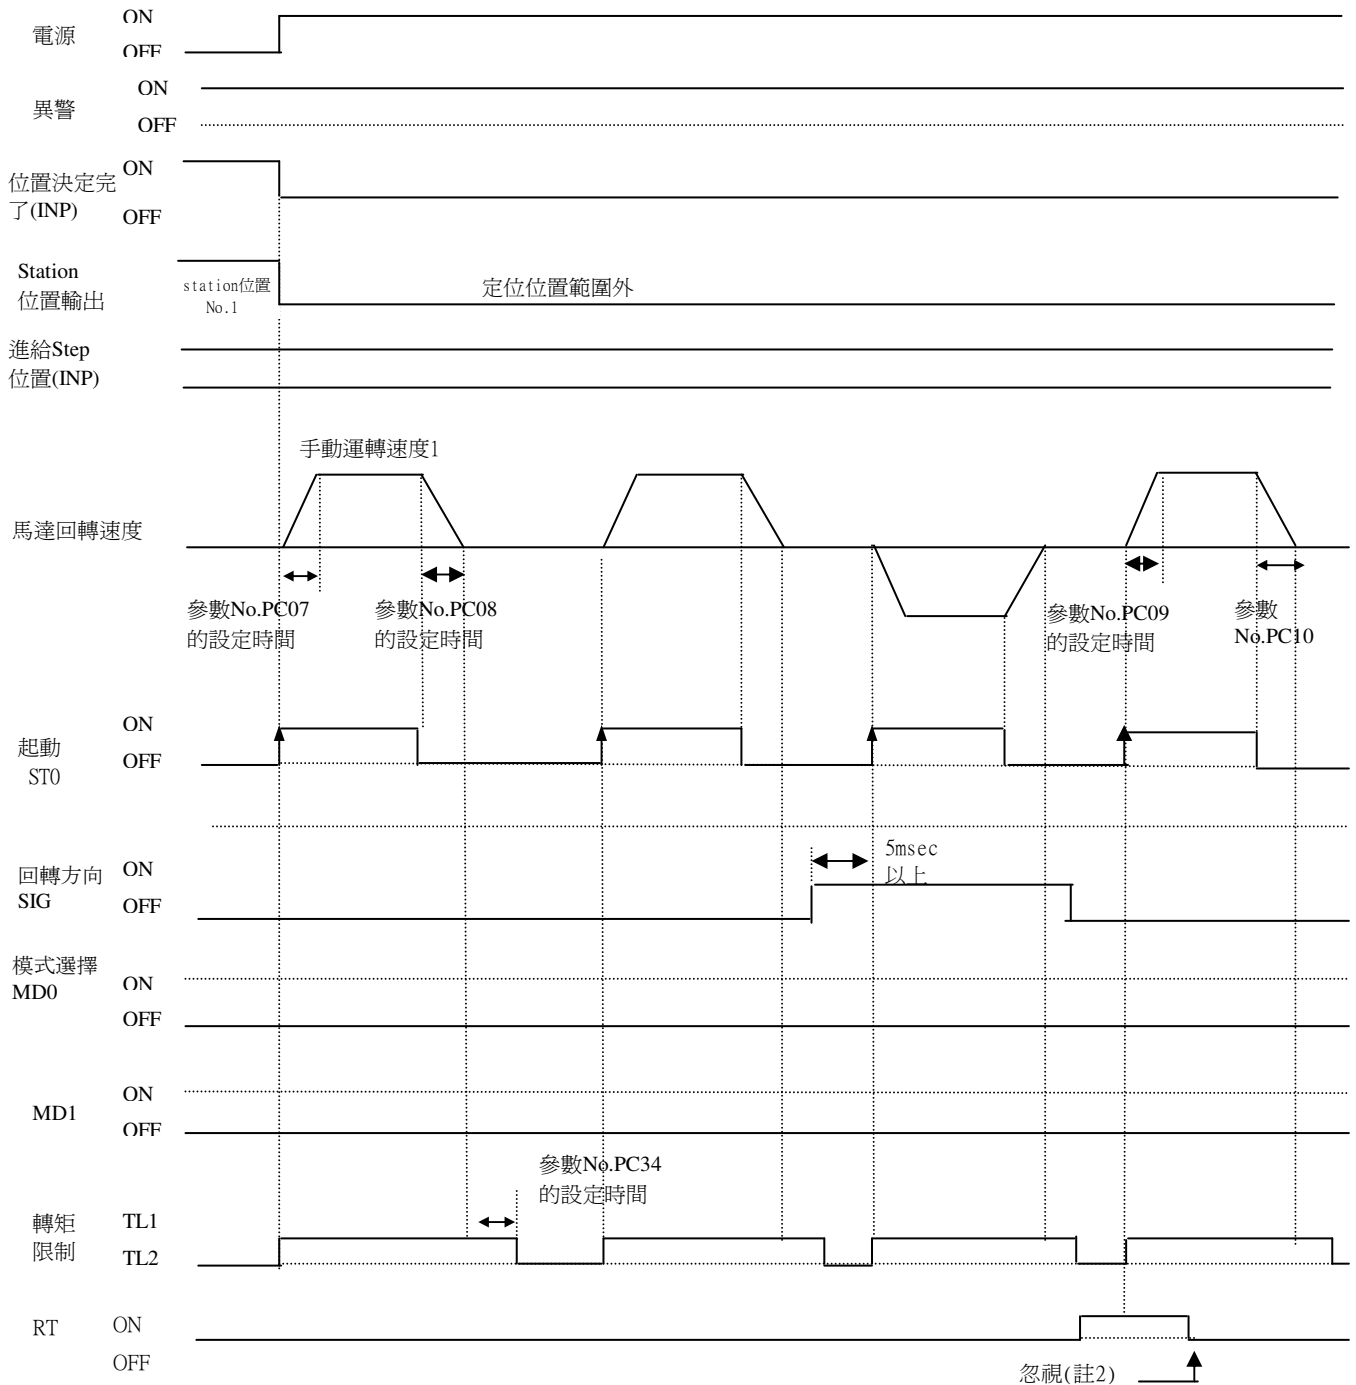 電源
ON
OFF
異警
ON
OFF
位置決定完
了(INP)
ON
OFF
Station
位置輸出
station位置
No.1
定位位置範圍外
進給Step
位置(INP)
手動運轉速度1
馬達回轉速度
參數No.PC07
的設定時間
參數No.PC08
的設定時間
參數No.PC09
的設定時間
參數
No.PC10
起動
ST0
ON
OFF
回轉方向
SIG
ON
OFF
5msec
以上
模式選擇
MD0
ON
OFF
MD1
ON
OFF
參數No.PC34
的設定時間
轉矩
限制
TL1
TL2
RT
ON
OFF
忽視(註2)